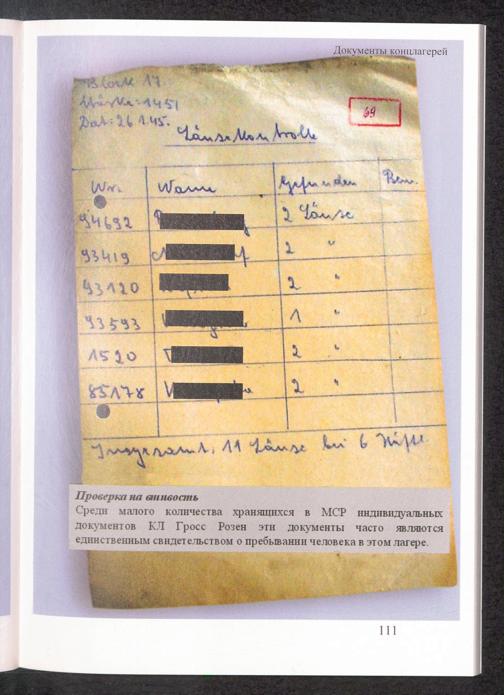 Документы концлагерей
Block 17.
Stärke: 1451
Dat: 26.1.45.
69
Läusekontrolle
Nr. Name Gefunden Bem.
94692 2 Läuse
93419 2 "
93120 2 "
93593 1 "
1520 2 "
85178 2 "
Insgesamt: 11 Läuse bei 6 Häftl.
Проверка на вшивость
Среди малого количества хранящихся в МСР индивидуальных
документов КЛ Гросс Розен эти документы часто являются
единственным свидетельством о пребывании человека в этом лагере.
111